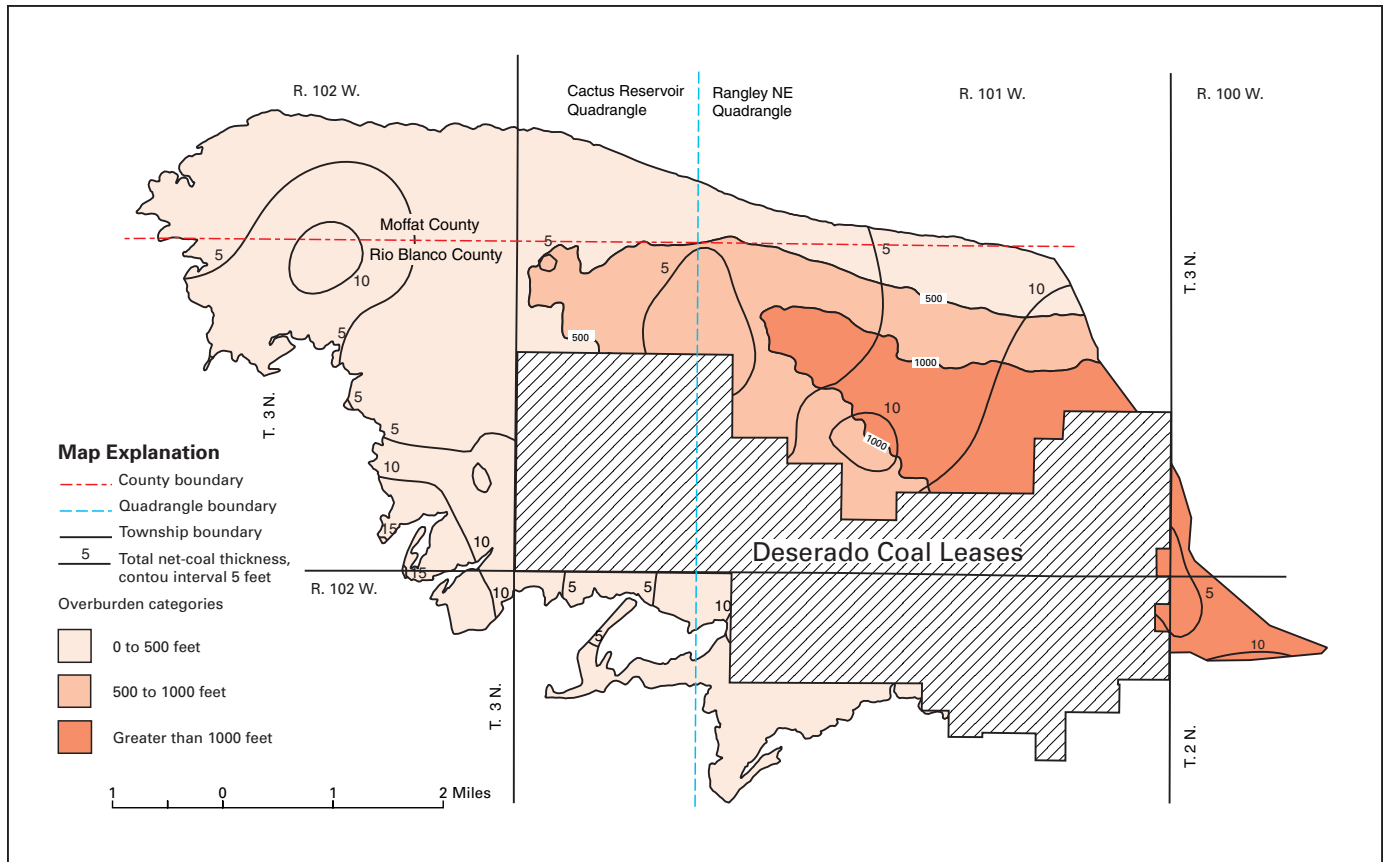 R. 102 W.
Cactus Reservoir
Quadrangle
Rangley NE
Quadrangle
R. 101 W.
R. 100 W.
Moffat County
Rio Blanco County
5
10
5
5
5
5
500
5
500
10
1000
10
1000
T. 3 N.
T. 3 N.
5
5
10
15
10
15
10
Deserado Coal Leases
R. 102 W.
5
5
10
5
5
10
T. 3 N.
T. 2 N.
Map Explanation
County boundary
Quadrangle boundary
Township boundary
5
Total net-coal thickness,
contou interval 5 feet
Overburden categories
0 to 500 feet
500 to 1000 feet
Greater than 1000 feet
1 0 1 2 Miles